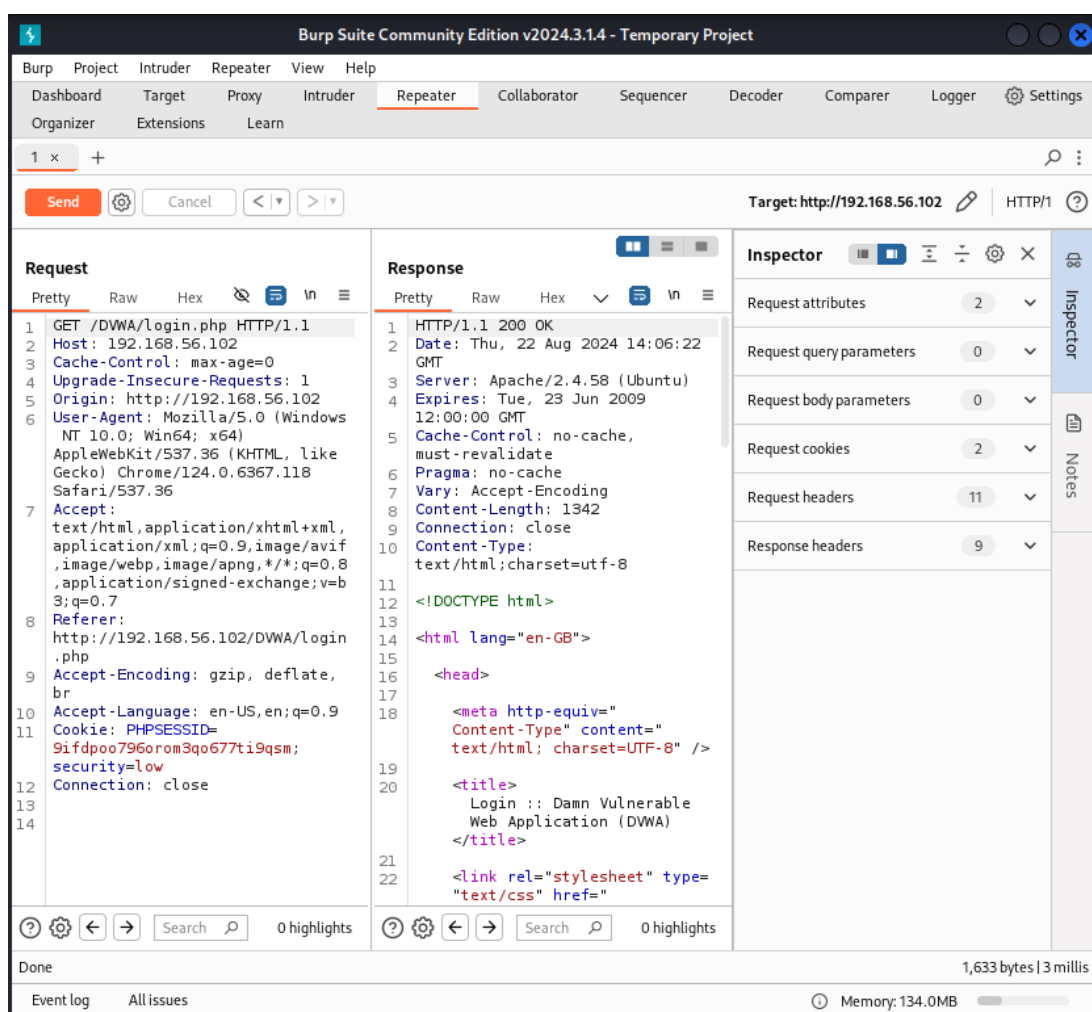 Burp Suite Community Edition v2024.3.1.4 - Temporary Project
Burp Project Intruder Repeater View Help
Dashboard Target Proxy Intruder Repeater Collaborator Sequencer Decoder Comparer Logger Settings
Organizer Extensions Learn
1 × +
Send Cancel < > Target: http://192.168.56.102 HTTP/1 ?
Request
Pretty Raw Hex \n
1 GET /DVWA/login.php HTTP/1.1
2 Host: 192.168.56.102
3 Cache-Control: max-age=0
4 Upgrade-Insecure-Requests: 1
5 Origin: http://192.168.56.102
6 User-Agent: Mozilla/5.0 (Windows
NT 10.0; Win64; x64)
AppleWebKit/537.36 (KHTML, like
Gecko) Chrome/124.0.6367.118
Safari/537.36
7 Accept:
text/html,application/xhtml+xml,
application/xml;q=0.9,image/avif
,image/webp,image/apng,*/*;q=0.8
,application/signed-exchange;v=b
3;q=0.7
8 Referer:
http://192.168.56.102/DVWA/login
.php
9 Accept-Encoding: gzip, deflate,
br
10 Accept-Language: en-US,en;q=0.9
11 Cookie: PHPSESSID=
9ifdpoo796orom3qo677ti9qsm;
security=low
12 Connection: close
13
14
? Search 0 highlights
Response
Pretty Raw Hex \n
1 HTTP/1.1 200 OK
2 Date: Thu, 22 Aug 2024 14:06:22
GMT
3 Server: Apache/2.4.58 (Ubuntu)
4 Expires: Tue, 23 Jun 2009
12:00:00 GMT
5 Cache-Control: no-cache,
must-revalidate
6 Pragma: no-cache
7 Vary: Accept-Encoding
8 Content-Length: 1342
9 Connection: close
10 Content-Type:
text/html;charset=utf-8
11
12 <!DOCTYPE html>
13
14 <html lang="en-GB">
15
16 <head>
17
18 <meta http-equiv="
Content-Type" content="
text/html; charset=UTF-8" />
19
20 <title>
Login :: Damn Vulnerable
Web Application (DVWA)
</title>
21
22 <link rel="stylesheet" type=
"text/css" href="
? Search 0 highlights
Inspector
Request attributes 2
Request query parameters 0
Request body parameters 0
Request cookies 2
Request headers 11
Response headers 9
Inspector
Notes
Done 1,633 bytes | 3 millis
Event log All issues Memory: 134.0MB